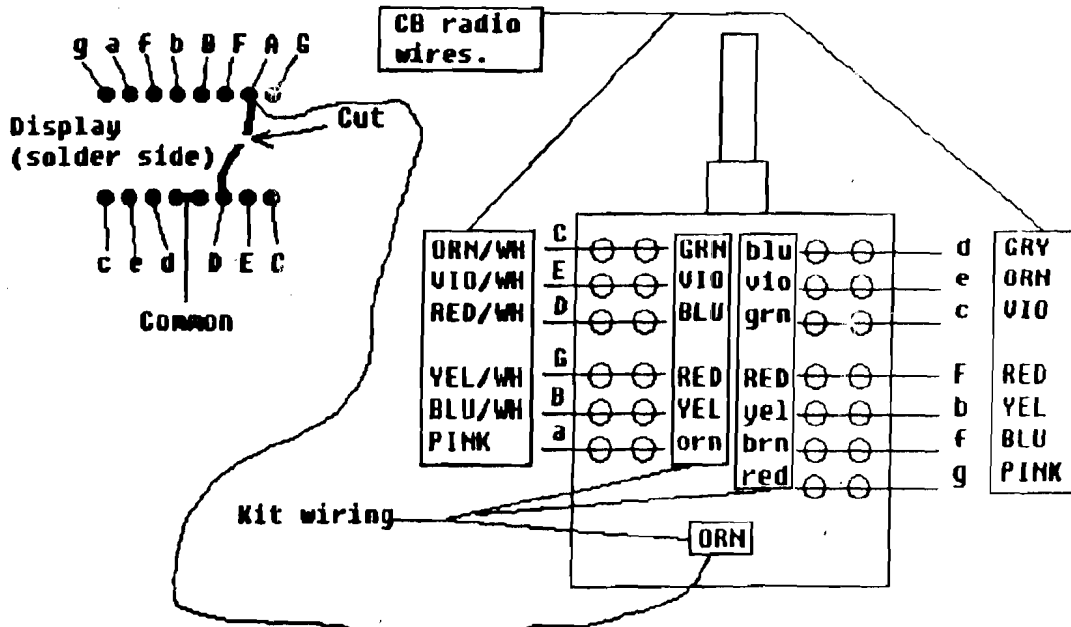 CB radio
wires.
g a f b B F A G
Cut
Display
(solder side)
c e d D E C
Common
ORN/WH C GRN blu d GRY
VIO/WH E VIO vio e ORN
RED/WH D BLU grn c VIO
YEL/WH G RED RED F RED
BLU/WH B YEL yel b YEL
PINK a orn brn f BLU
red g PINK
Kit wiring
ORN